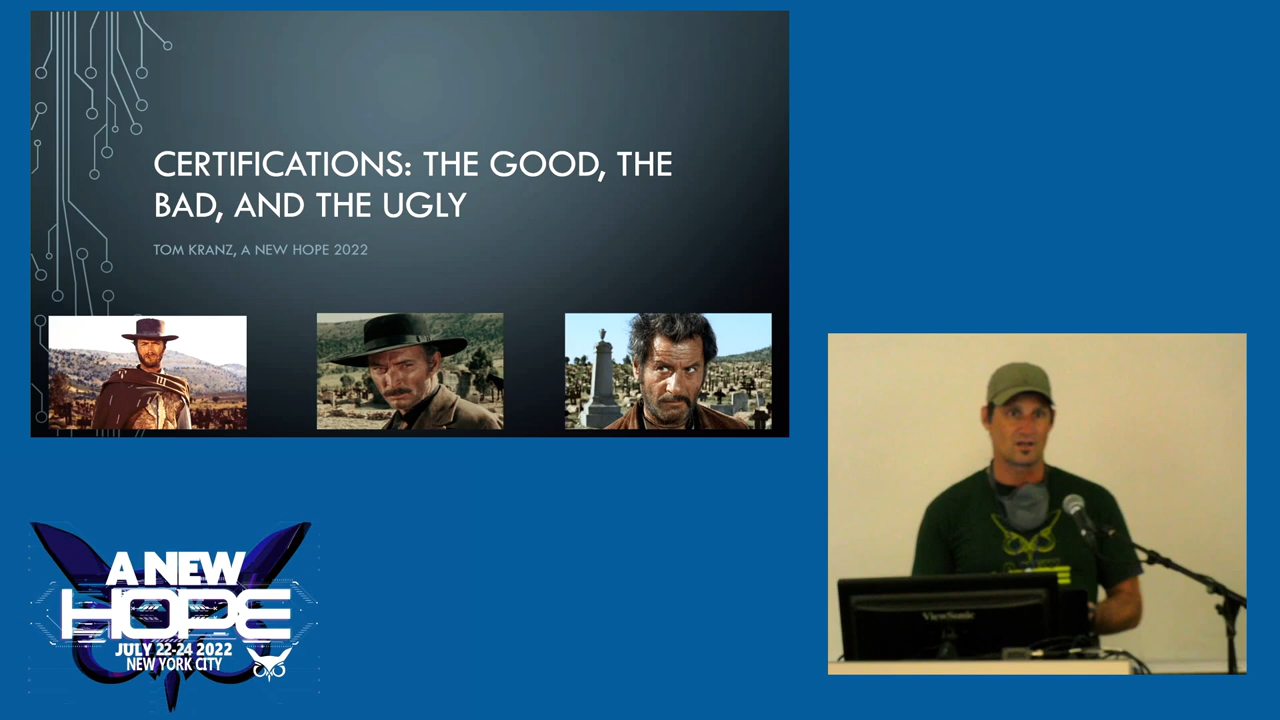 CERTIFICATIONS: THE GOOD, THE
BAD, AND THE UGLY
TOM KRANZ, A NEW HOPE 2022
A NEW
HOPE
JULY 22-24 2022
NEW YORK CITY
ViewSonic